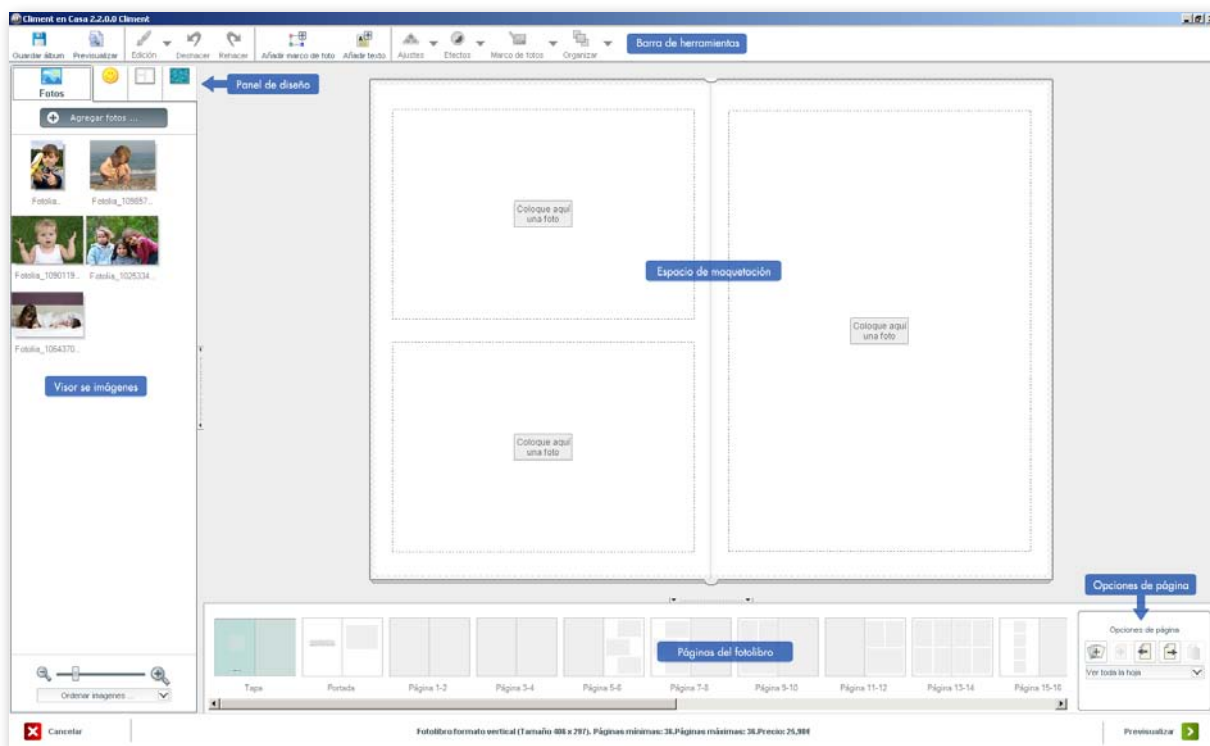 Climent en Casa 2.2.0.0 Climent
Guardar álbum Previsualizar Edición Deshacer Rehacer Añadir marco de foto Añadir texto Ajustes Efectos Marco de fotos Organizar
Barra de herramientas
Panel de diseño
Fotos
Agregar fotos ...
Fotolia..
Fotolia_109857..
Fotolia_1090119..
Fotolia_1025334..
Fotolia_1054370..
Visor se imágenes
Coloque aquí
una foto
Espacio de maquetación
Coloque aquí
una foto
Coloque aquí
una foto
Opciones de página
Opciones de página
Ver toda la hoja
Páginas del fotolibro
Tapa Portada Página 1-2 Página 3-4 Página 5-6 Página 7-8 Página 9-10 Página 11-12 Página 13-14 Página 15-16
Ordenar imagenes ...
Cancelar
Fotolibro formato vertical (Tamaño 408 x 297). Páginas mínimas: 36.Páginas máximas: 36.Precio: 25,98€
Previsualizar